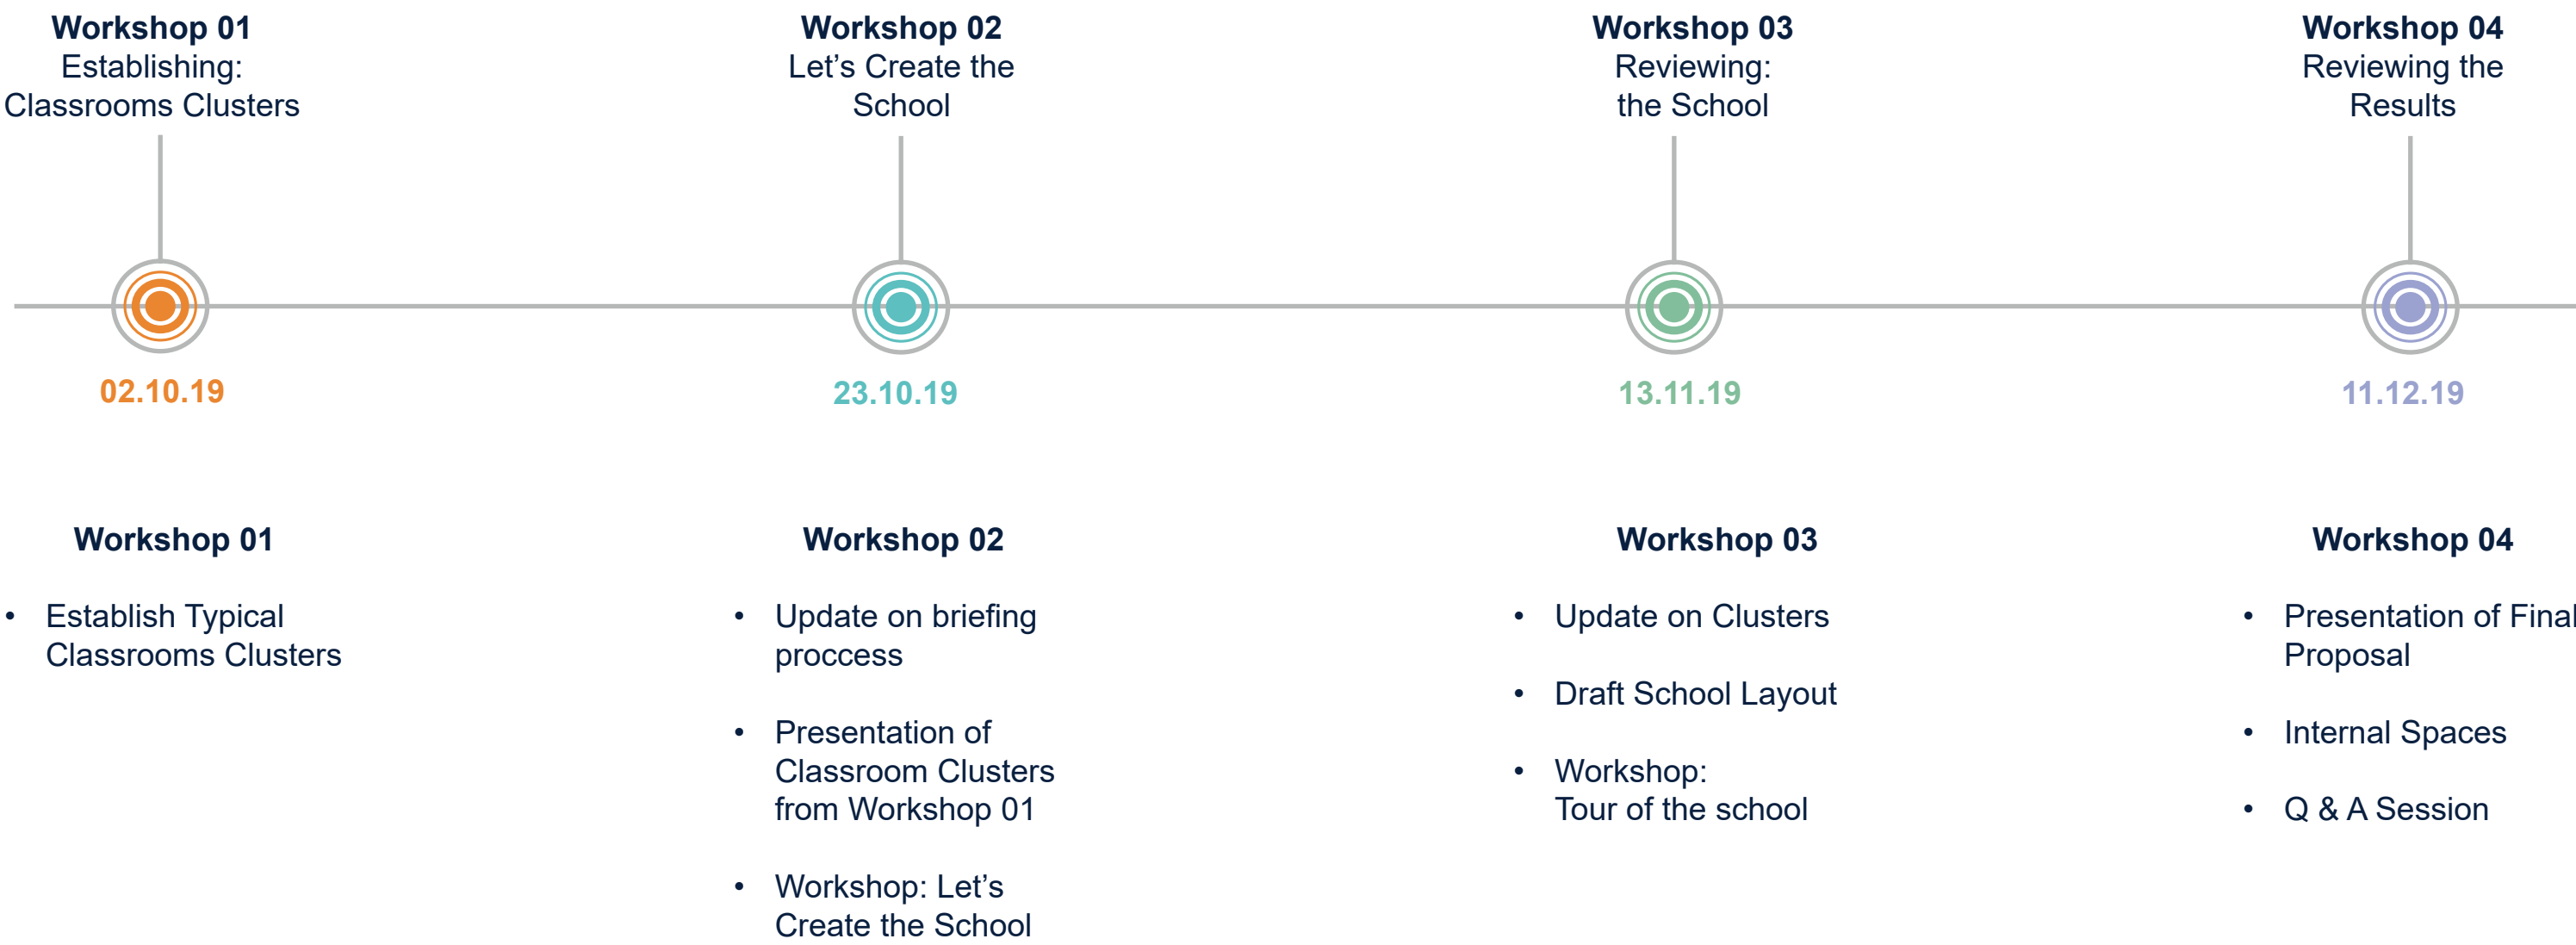 Workshop 01
Establishing:
Classrooms Clusters
Workshop 02
Let’s Create the
School
Workshop 03
Reviewing:
the School
Workshop 04
Reviewing the
Results
02.10.19
23.10.19
13.11.19
11.12.19
Workshop 01
• Establish Typical
Classrooms Clusters
Workshop 02
• Update on briefing
proccess
• Presentation of
Classroom Clusters
from Workshop 01
• Workshop: Let’s
Create the School
Workshop 03
• Update on Clusters
• Draft School Layout
• Workshop:
Tour of the school
Workshop 04
• Presentation of Final
Proposal
• Internal Spaces
• Q & A Session